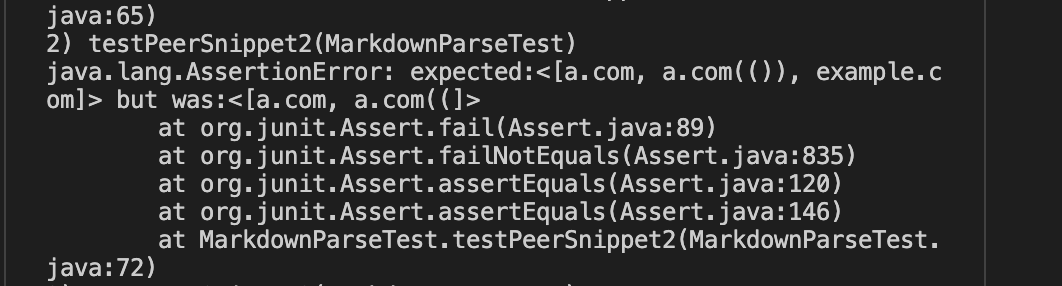 java:65)
2) testPeerSnippet2(MarkdownParseTest)
java.lang.AssertionError: expected:<[a.com, a.com(()), example.c
om]> but was:<[a.com, a.com((]>
at org.junit.Assert.fail(Assert.java:89)
at org.junit.Assert.failNotEquals(Assert.java:835)
at org.junit.Assert.assertEquals(Assert.java:120)
at org.junit.Assert.assertEquals(Assert.java:146)
at MarkdownParseTest.testPeerSnippet2(MarkdownParseTest.
java:72)